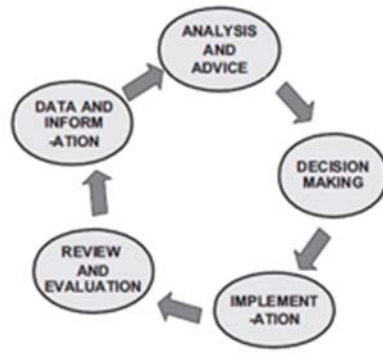 ANALYSIS
AND
ADVICE
DATA AND
INFORM
-ATION
DECISION
MAKING
REVIEW
AND
EVALUATION
IMPLEMENT
-ATION